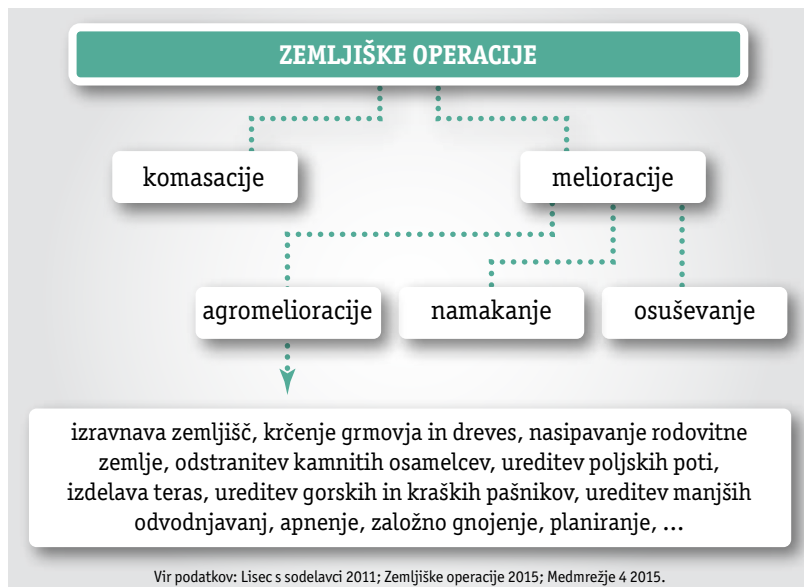 ZEMLJIŠKE OPERACIJE
komasacije
melioracije
agromelioracije
namakanje
osuševanje
izravnava zemljišč, krčenje grmovja in dreves, nasipavanje rodovitne
zemlje, odstranitev kamnitih osamelcev, ureditev poljskih poti,
izdelava teras, ureditev gorskih in kraških pašnikov, ureditev manjših
odvodnjavanj, apnenje, založno gnojenje, planiranje, …
Vir podatkov: Lisec s sodelavci 2011; Zemljiške operacije 2015; Medmrežje 4 2015.